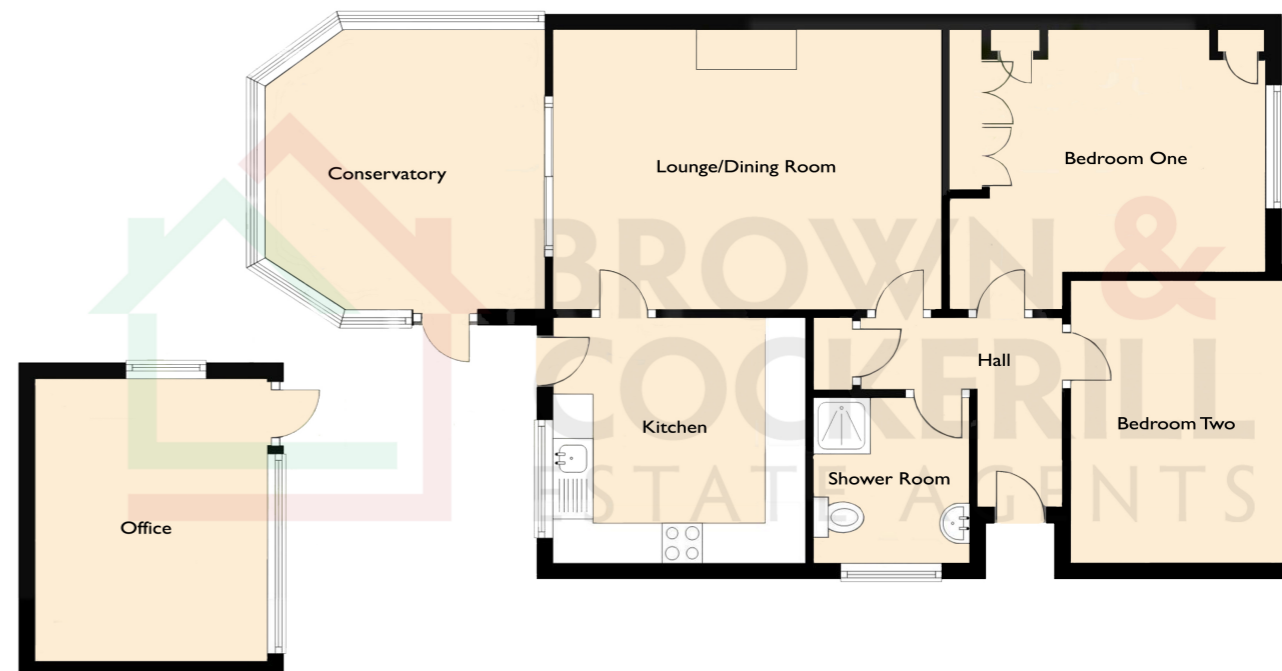 Conservatory
Lounge/Dining Room
Bedroom One
Hall
Kitchen
Bedroom Two
Shower Room
Office
BROWN &
COCKERILL
ESTATE AGENTS